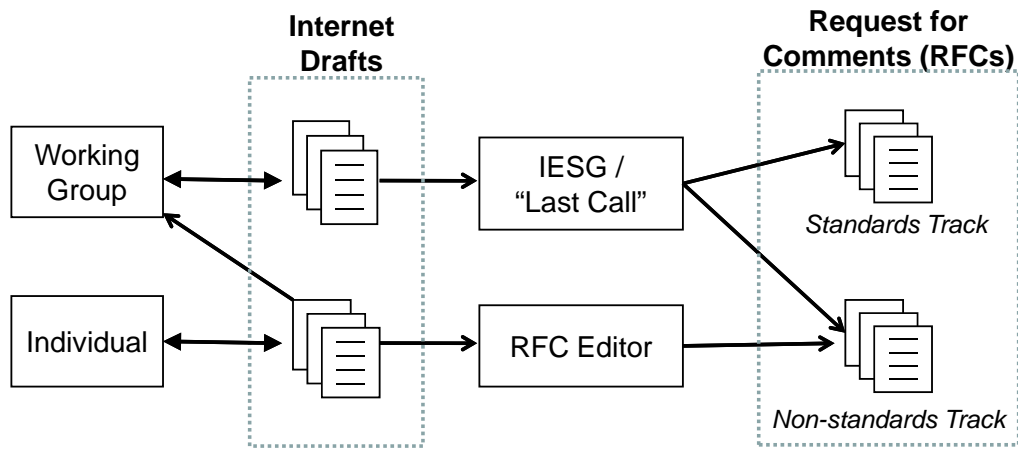 Internet
Drafts
Request for
Comments (RFCs)
Working
Group
IESG /
“Last Call”
Standards Track
Individual
RFC Editor
Non-standards Track